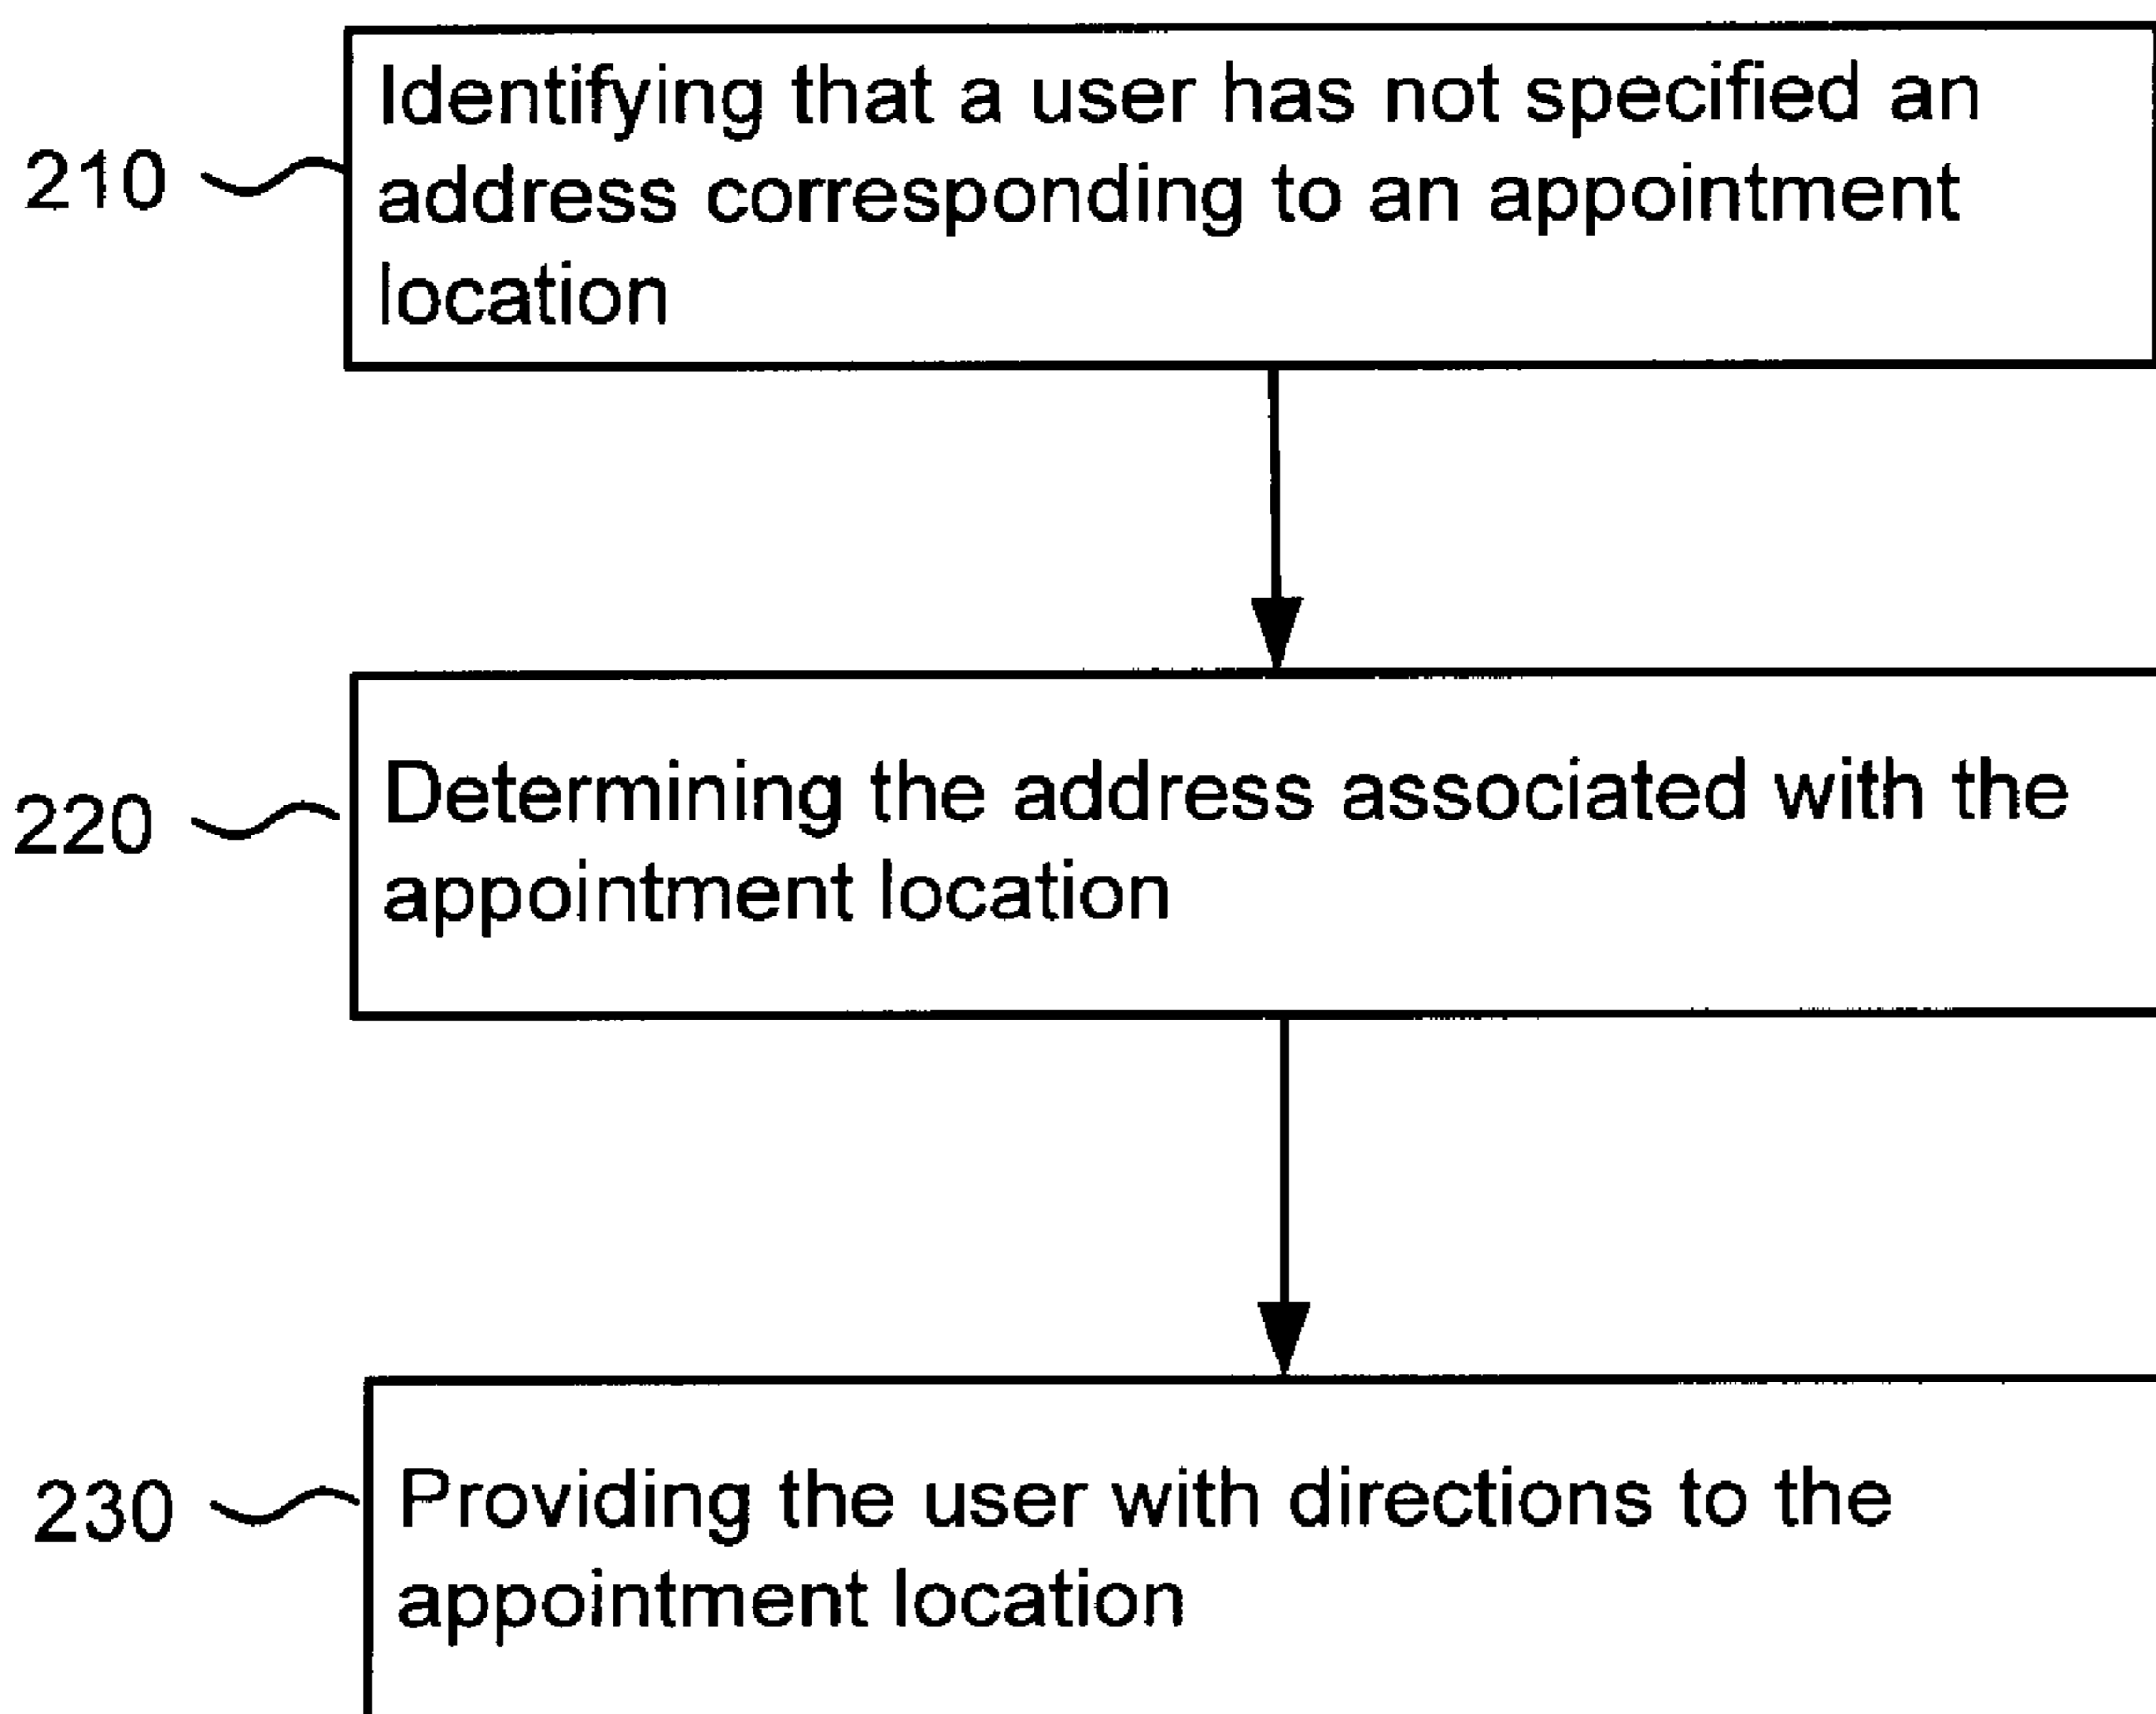 Identifying that a user has not specified an
210
address corresponding to an appointment
location
Determining the address associated with the
220
appointment location
Providing the user with directions to the
230
appointment location